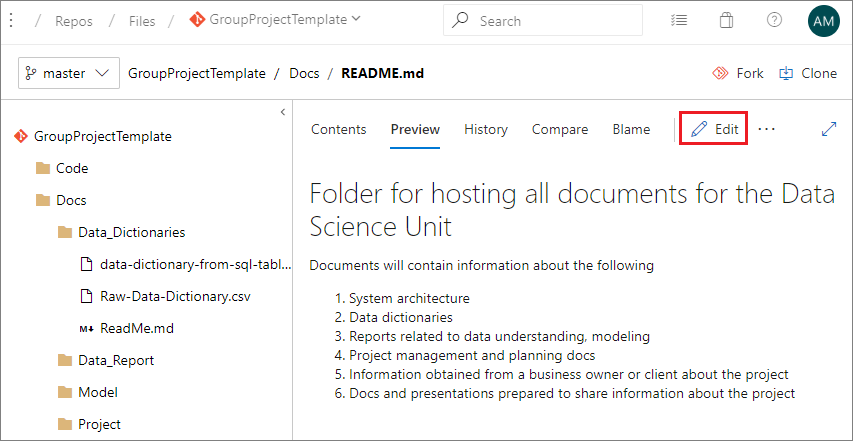 / Repos / Files / GroupProjectTemplate
Search
AM
master
GroupProjectTemplate / Docs / README.md
Fork
Clone
GroupProjectTemplate
Code
Docs
Data_Dictionaries
data-dictionary-from-sql-tabl...
Raw-Data-Dictionary.csv
M↓ ReadMe.md
Data_Report
Model
Project
Contents
Preview
History
Compare
Blame
Edit
Folder for hosting all documents for the Data
Science Unit
Documents will contain information about the following
1. System architecture
2. Data dictionaries
3. Reports related to data understanding, modeling
4. Project management and planning docs
5. Information obtained from a business owner or client about the project
6. Docs and presentations prepared to share information about the project